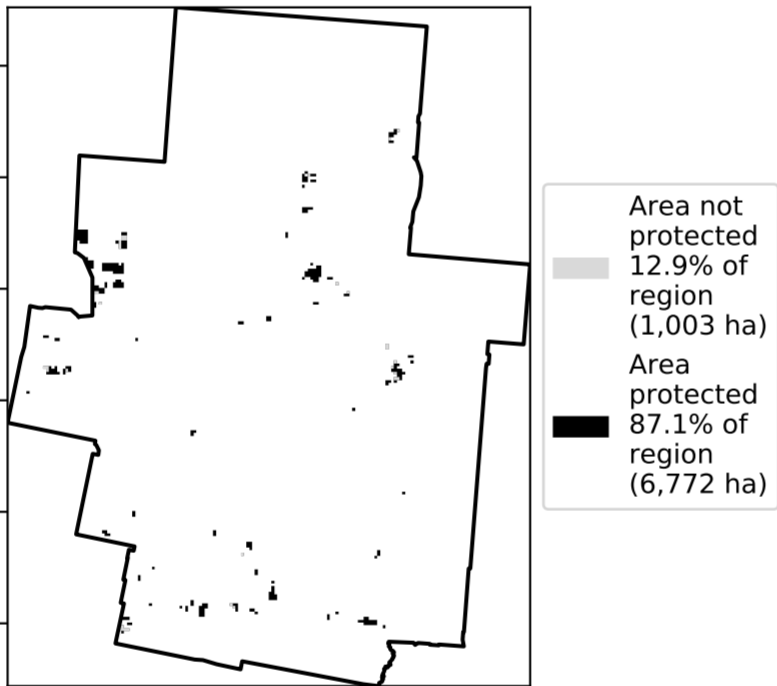 Area not
protected
12.9% of
region
(1,003 ha)
Area
protected
87.1% of
region
(6,772 ha)